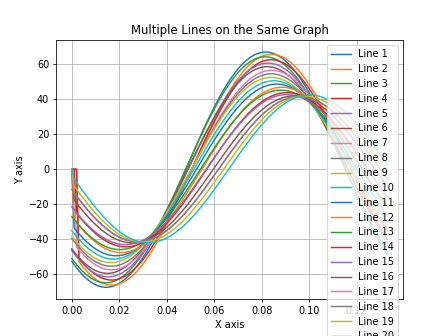 Multiple Lines on the Same Graph
Y axis
60
40
20
0
−20
−40
−60
0.00
0.02
0.04
0.06
0.08
0.10
X axis
Line 1
Line 2
Line 3
Line 4
Line 5
Line 6
Line 7
Line 8
Line 9
Line 10
Line 11
Line 12
Line 13
Line 14
Line 15
Line 16
Line 17
Line 18
Line 19
Line 20